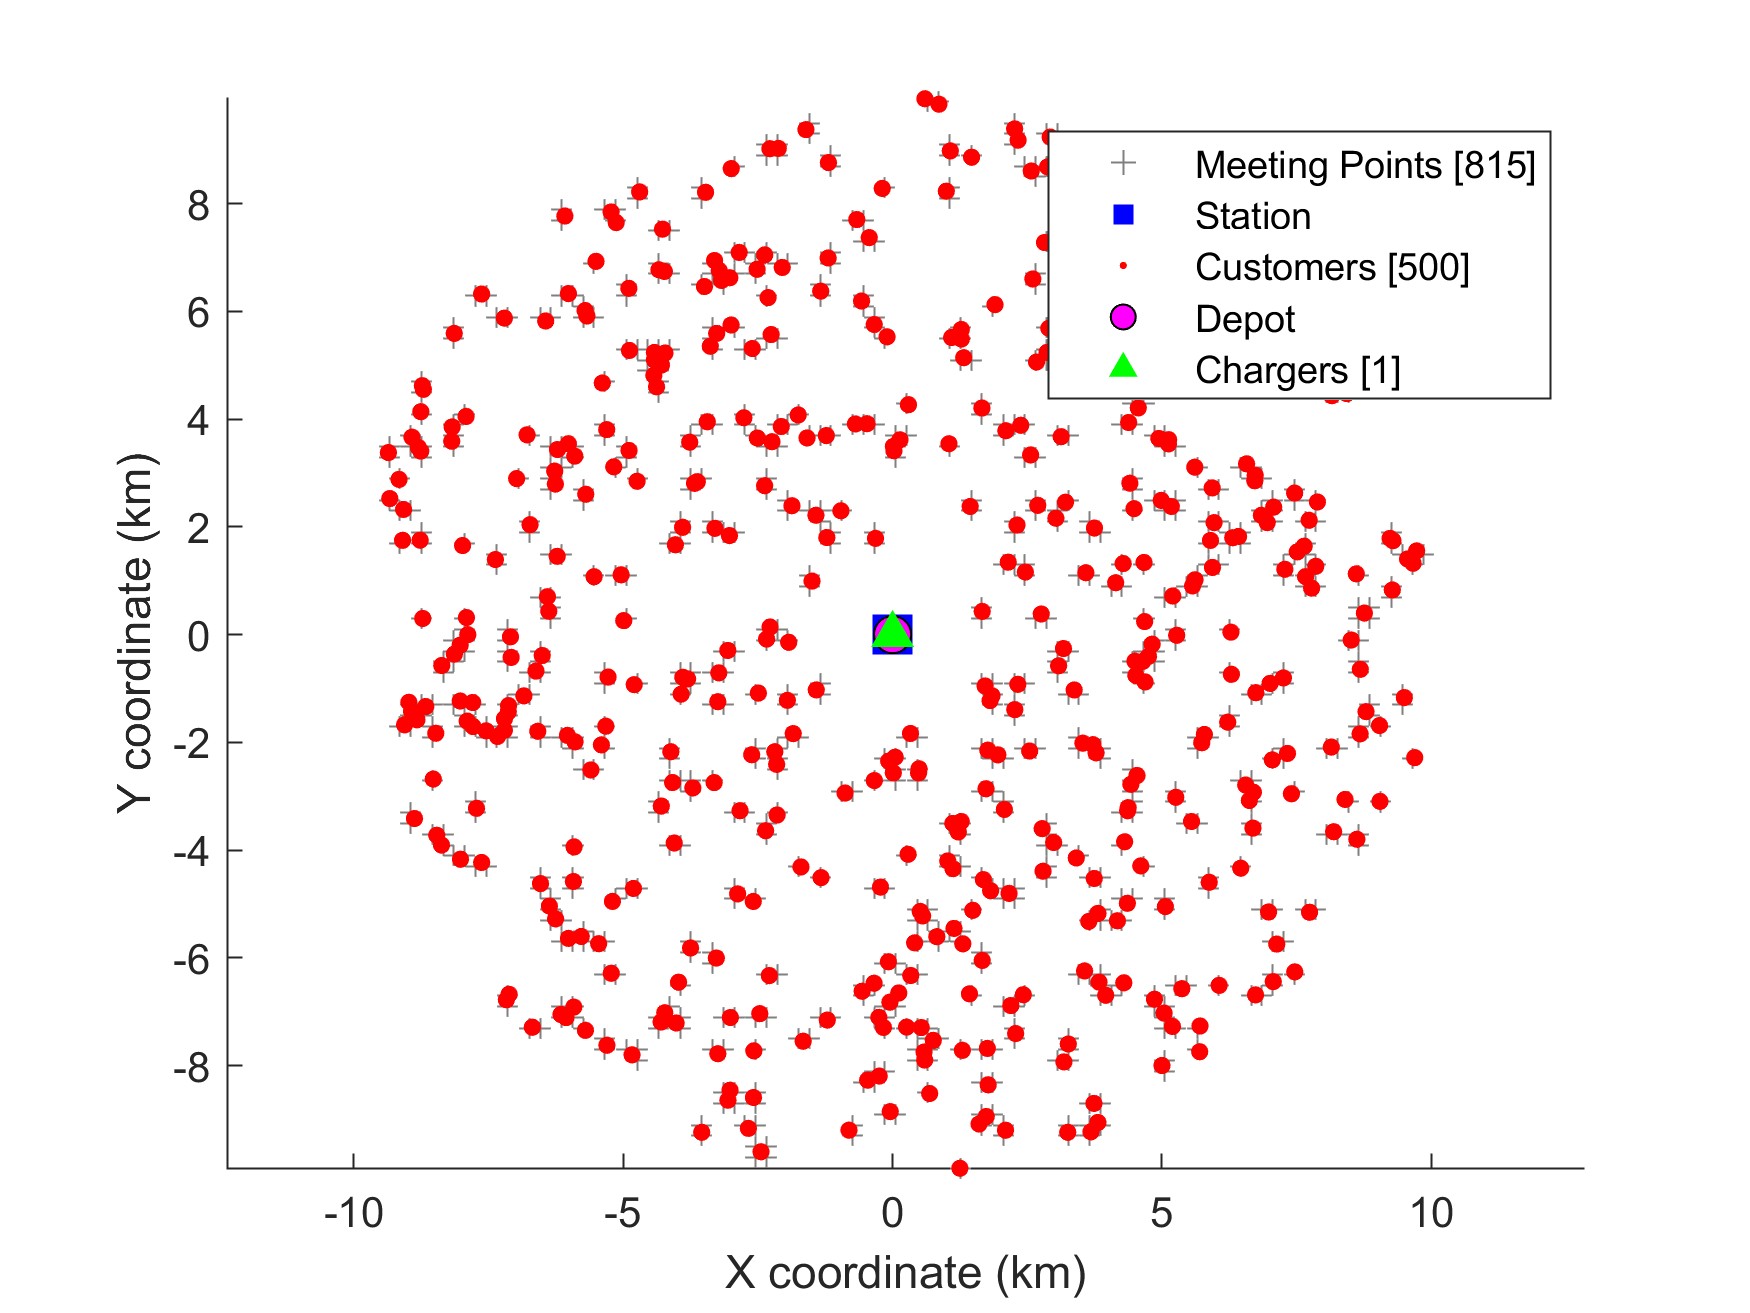 Meeting Points [815]
Station
Customers [500]
Depot
Chargers [1]
8
6
4
2
0
-2
-4
-6
-8
Y coordinate (km)
-10 -5 0 5 10
X coordinate (km)